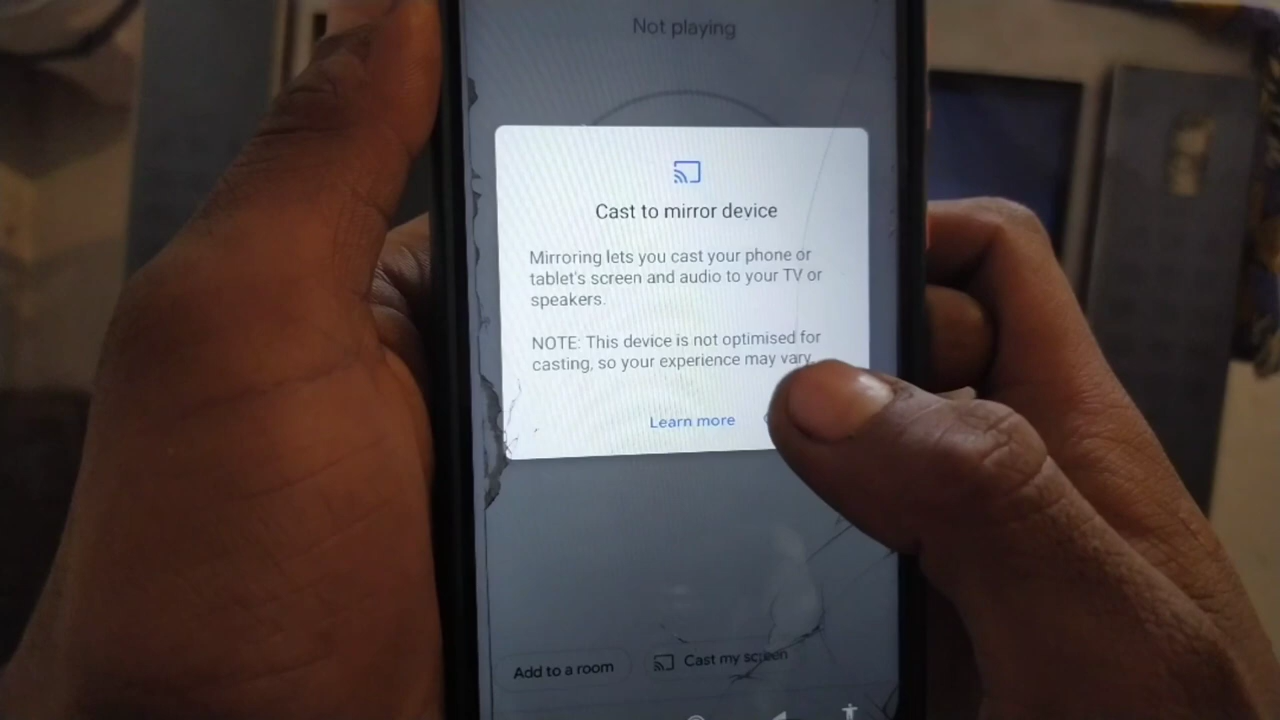 Not playing
Cast to mirror device
Mirroring lets you cast your phone or
tablet's screen and audio to your TV or
speakers.
NOTE: This device is not optimised for
casting, so your experience may vary.
Learn more
Add to a room
Cast my screen